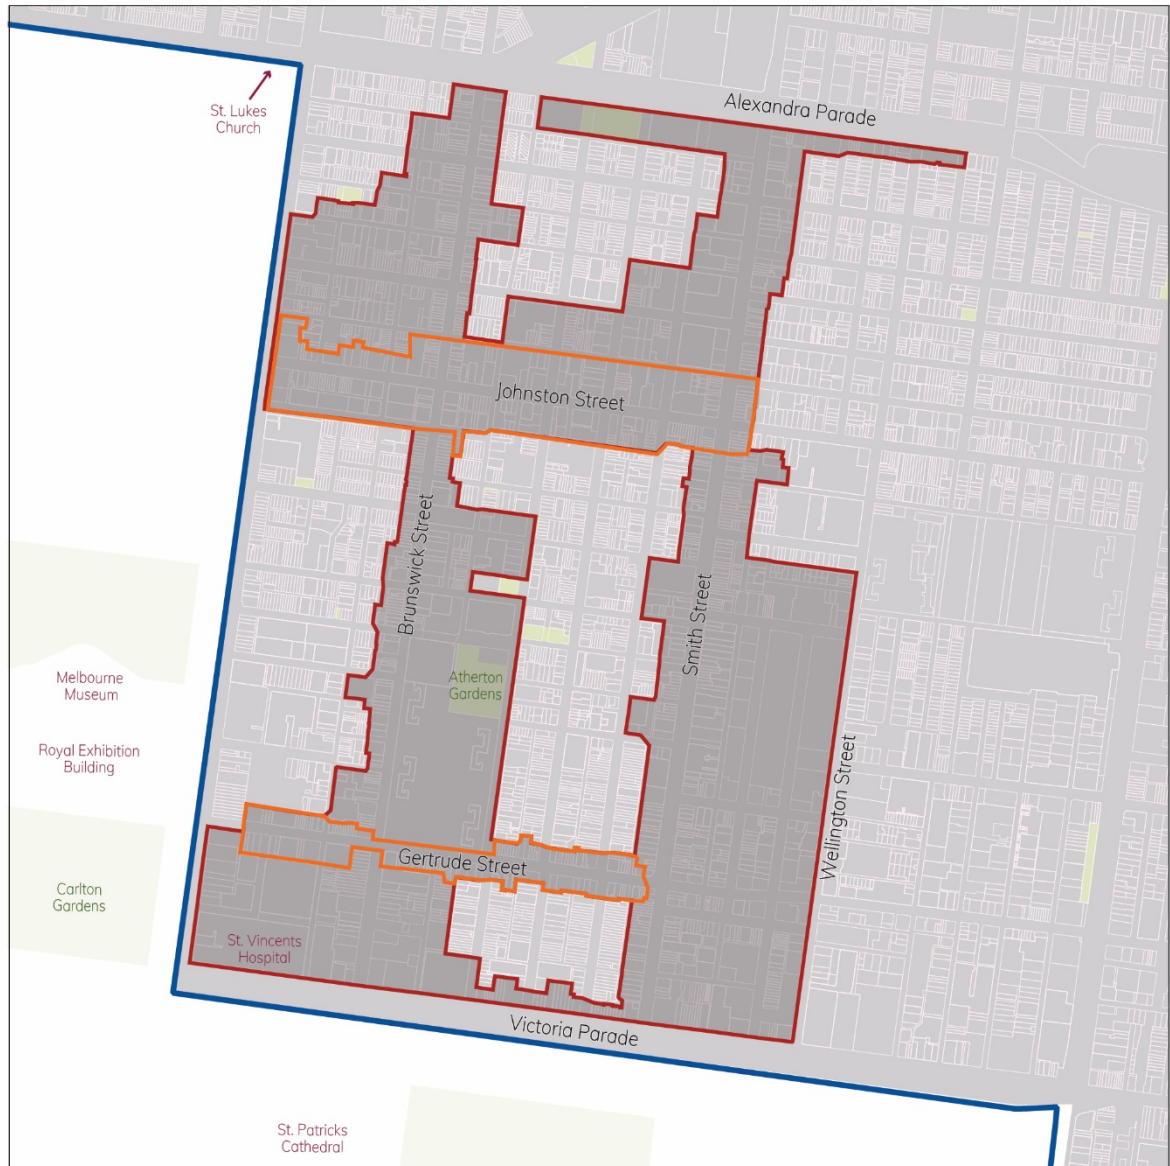 Alexandra Parade
St. Lukes
Church
Johnston Street
Brunswick Street
Smith Street
Atherton
Gardens
Melbourne
Museum
Royal Exhibition
Building
Wellington Street
Gertrude Street
Carlton
Gardens
St. Vincents
Hospital
Victoria Parade
St. Patricks
Cathedral